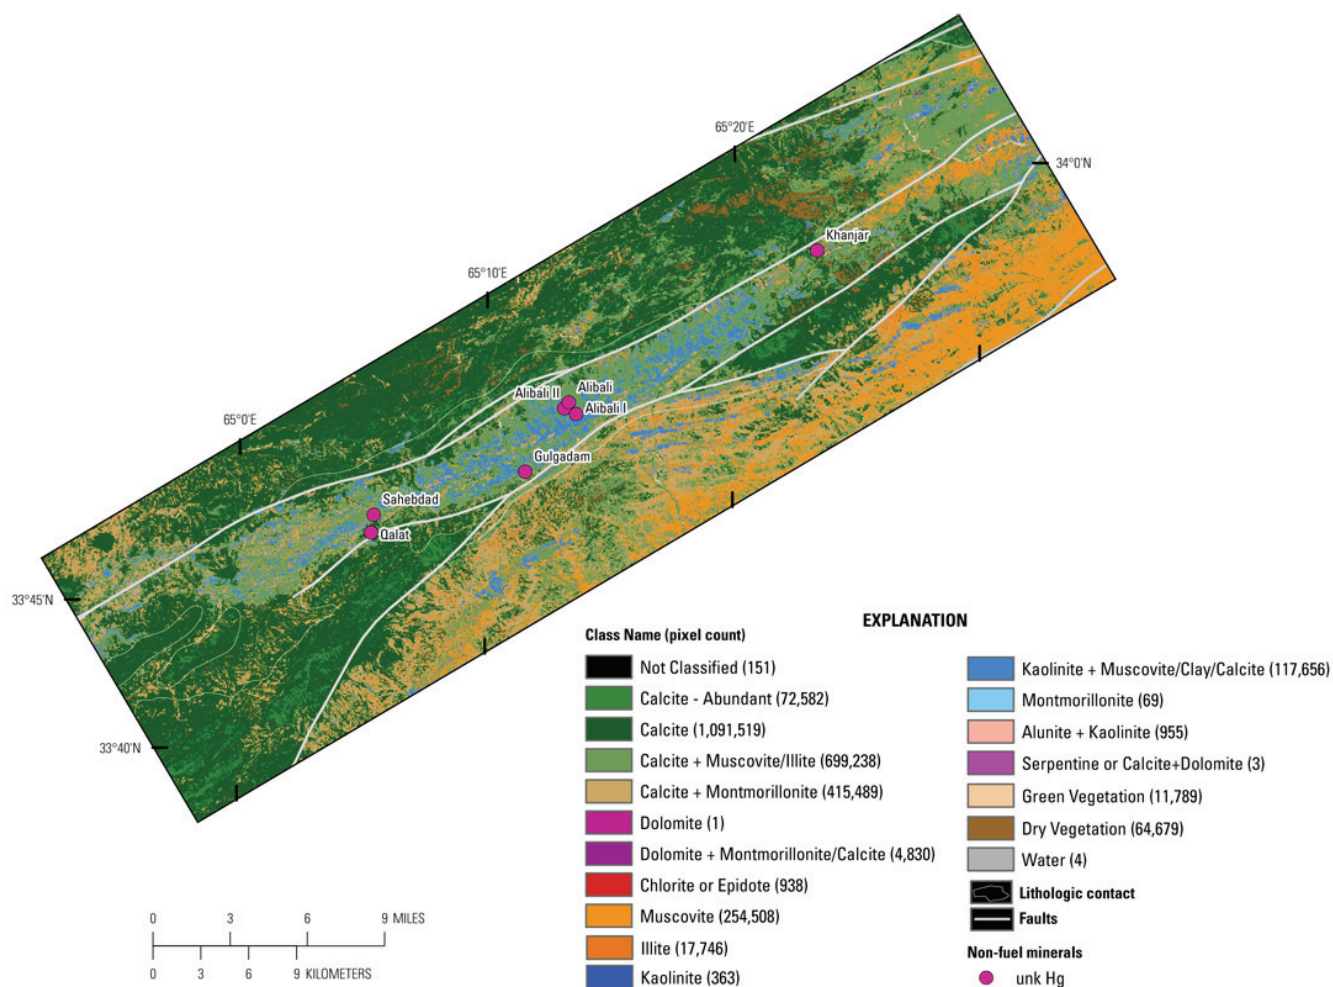 65°20'E
34°0'N
Khanjar
65°10'E
Alibali II
Alibali
Alibali I
65°0'E
Gulgadam
Sahebdad
Qalat
33°45'N
33°40'N
EXPLANATION
Class Name (pixel count)
Not Classified (151)
Calcite - Abundant (72,582)
Calcite (1,091,519)
Calcite + Muscovite/Illite (699,238)
Calcite + Montmorillonite (415,489)
Dolomite (1)
Dolomite + Montmorillonite/Calcite (4,830)
Chlorite or Epidote (938)
Muscovite (254,508)
Illite (17,746)
Kaolinite (363)
Kaolinite + Muscovite/Clay/Calcite (117,656)
Montmorillonite (69)
Alunite + Kaolinite (955)
Serpentine or Calcite+Dolomite (3)
Green Vegetation (11,789)
Dry Vegetation (64,679)
Water (4)
Lithologic contact
Faults
Non-fuel minerals
unk Hg
0 3 6 9 MILES
0 3 6 9 KILOMETERS